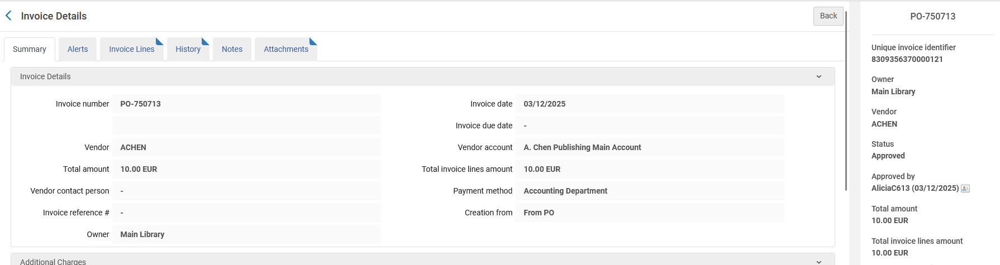 Invoice Details
Back
Summary Alerts Invoice Lines History Notes Attachments
Invoice Details
Invoice number PO-750713 Invoice date 03/12/2025
Invoice due date -
Vendor ACHEN Vendor account A. Chen Publishing Main Account
Total amount 10.00 EUR Total invoice lines amount 10.00 EUR
Vendor contact person - Payment method Accounting Department
Invoice reference # - Creation from From PO
Owner Main Library
Additional Charges
PO-750713
Unique invoice identifier
8309356370000121
Owner
Main Library
Vendor
ACHEN
Status
Approved
Approved by
AliciaC613 (03/12/2025)
Total amount
10.00 EUR
Total invoice lines amount
10.00 EUR